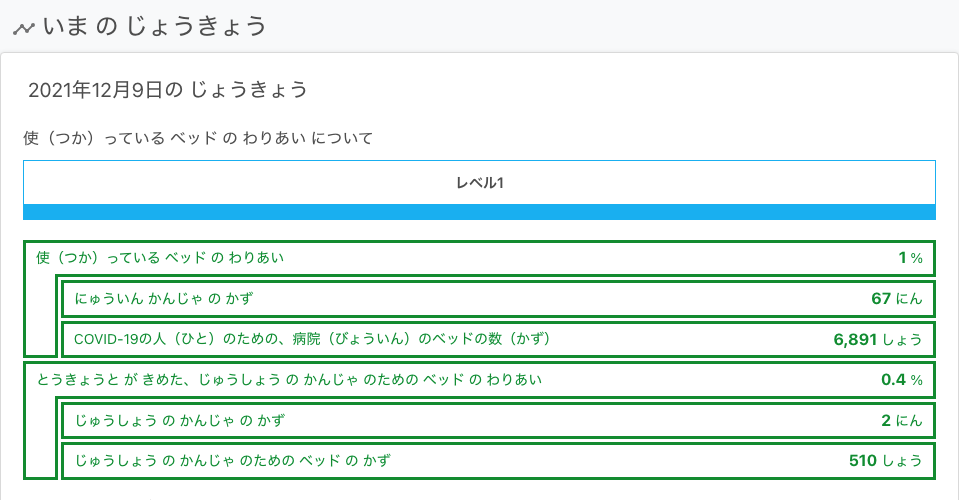 いま の じょうきょう
2021年12月9日の じょうきょう
使（つか）っている ベッド の わりあい について
レベル1
使（つか）っている ベッド の わりあい 1 %
にゅういん かんじゃ の かず 67 にん
COVID-19の人（ひと）のための、病院（びょういん）のベッドの数（かず） 6,891 しょう
とうきょうと が きめた、じゅうしょう の かんじゃ のための ベッド の わりあい 0.4 %
じゅうしょう の かんじゃ の かず 2 にん
じゅうしょう の かんじゃ のための ベッド の かず 510 しょう